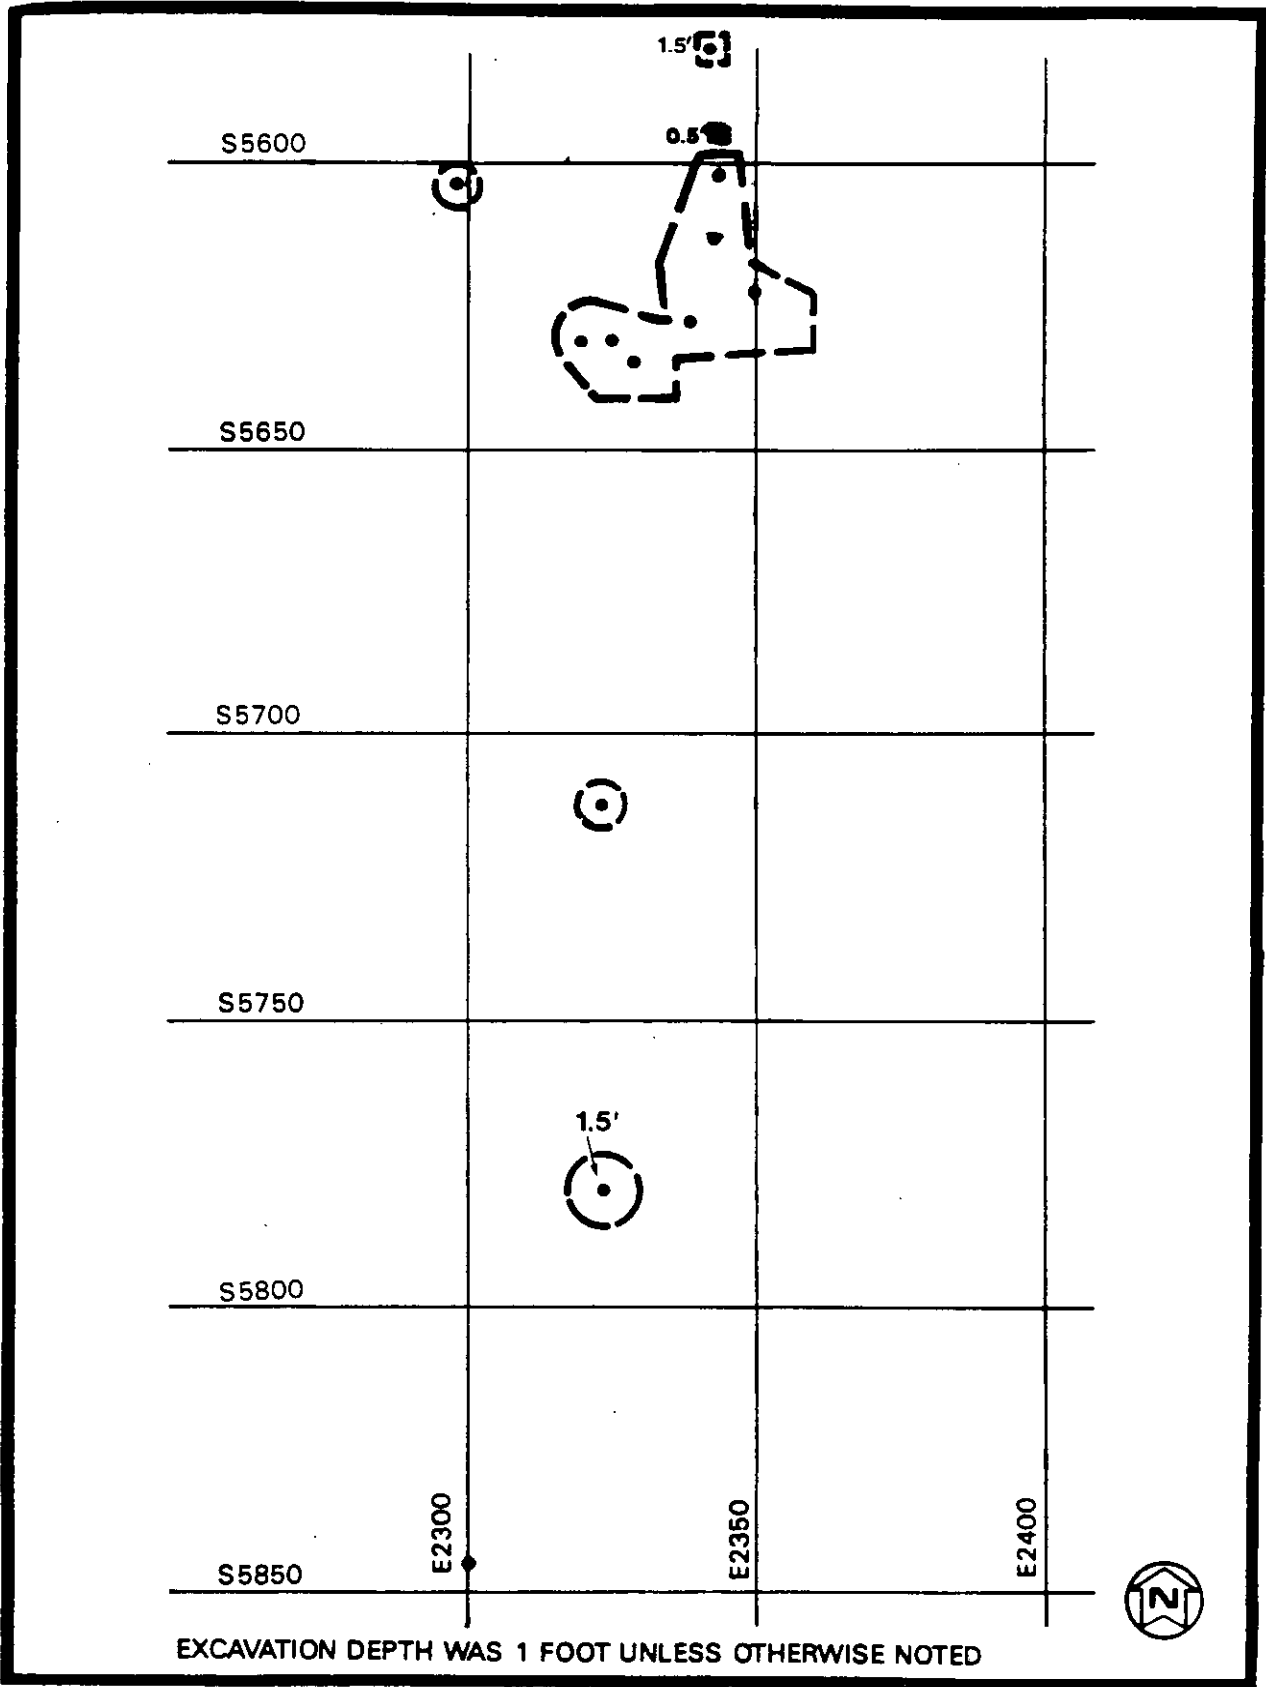 1.5'
0.5'
S5600
S5650
S5700
S5750
1.5'
S5800
E2300
E2350
E2400
S5850
N
EXCAVATION DEPTH WAS 1 FOOT UNLESS OTHERWISE NOTED